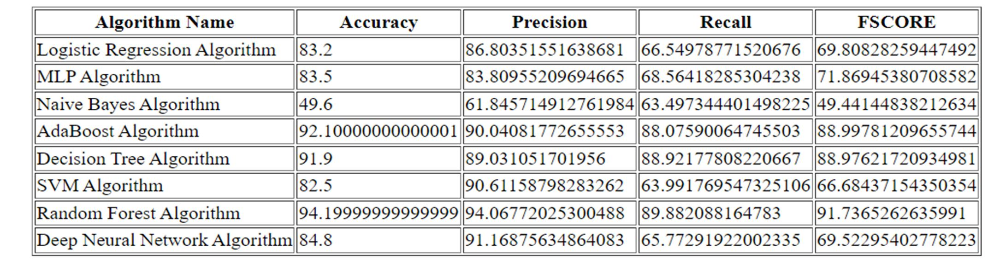 Algorithm Name Accuracy Precision Recall FSCORE
Logistic Regression Algorithm 83.2 86.80351551638681 66.54978771520676 69.80828259447492
MLP Algorithm 83.5 83.80955209694665 68.56418285304238 71.86945380708582
Naive Bayes Algorithm 49.6 61.845714912761984 63.497344401498225 49.44144838212634
AdaBoost Algorithm 92.10000000000001 90.04081772655553 88.07590064745503 88.99781209655744
Decision Tree Algorithm 91.9 89.031051701956 88.92177808220667 88.97621720934981
SVM Algorithm 82.5 90.61158798283262 63.991769547325106 66.68437154350354
Random Forest Algorithm 94.19999999999999 94.06772025300488 89.882088164783 91.7365262635991
Deep Neural Network Algorithm 84.8 91.16875634864083 65.77291922002335 69.52295402778223